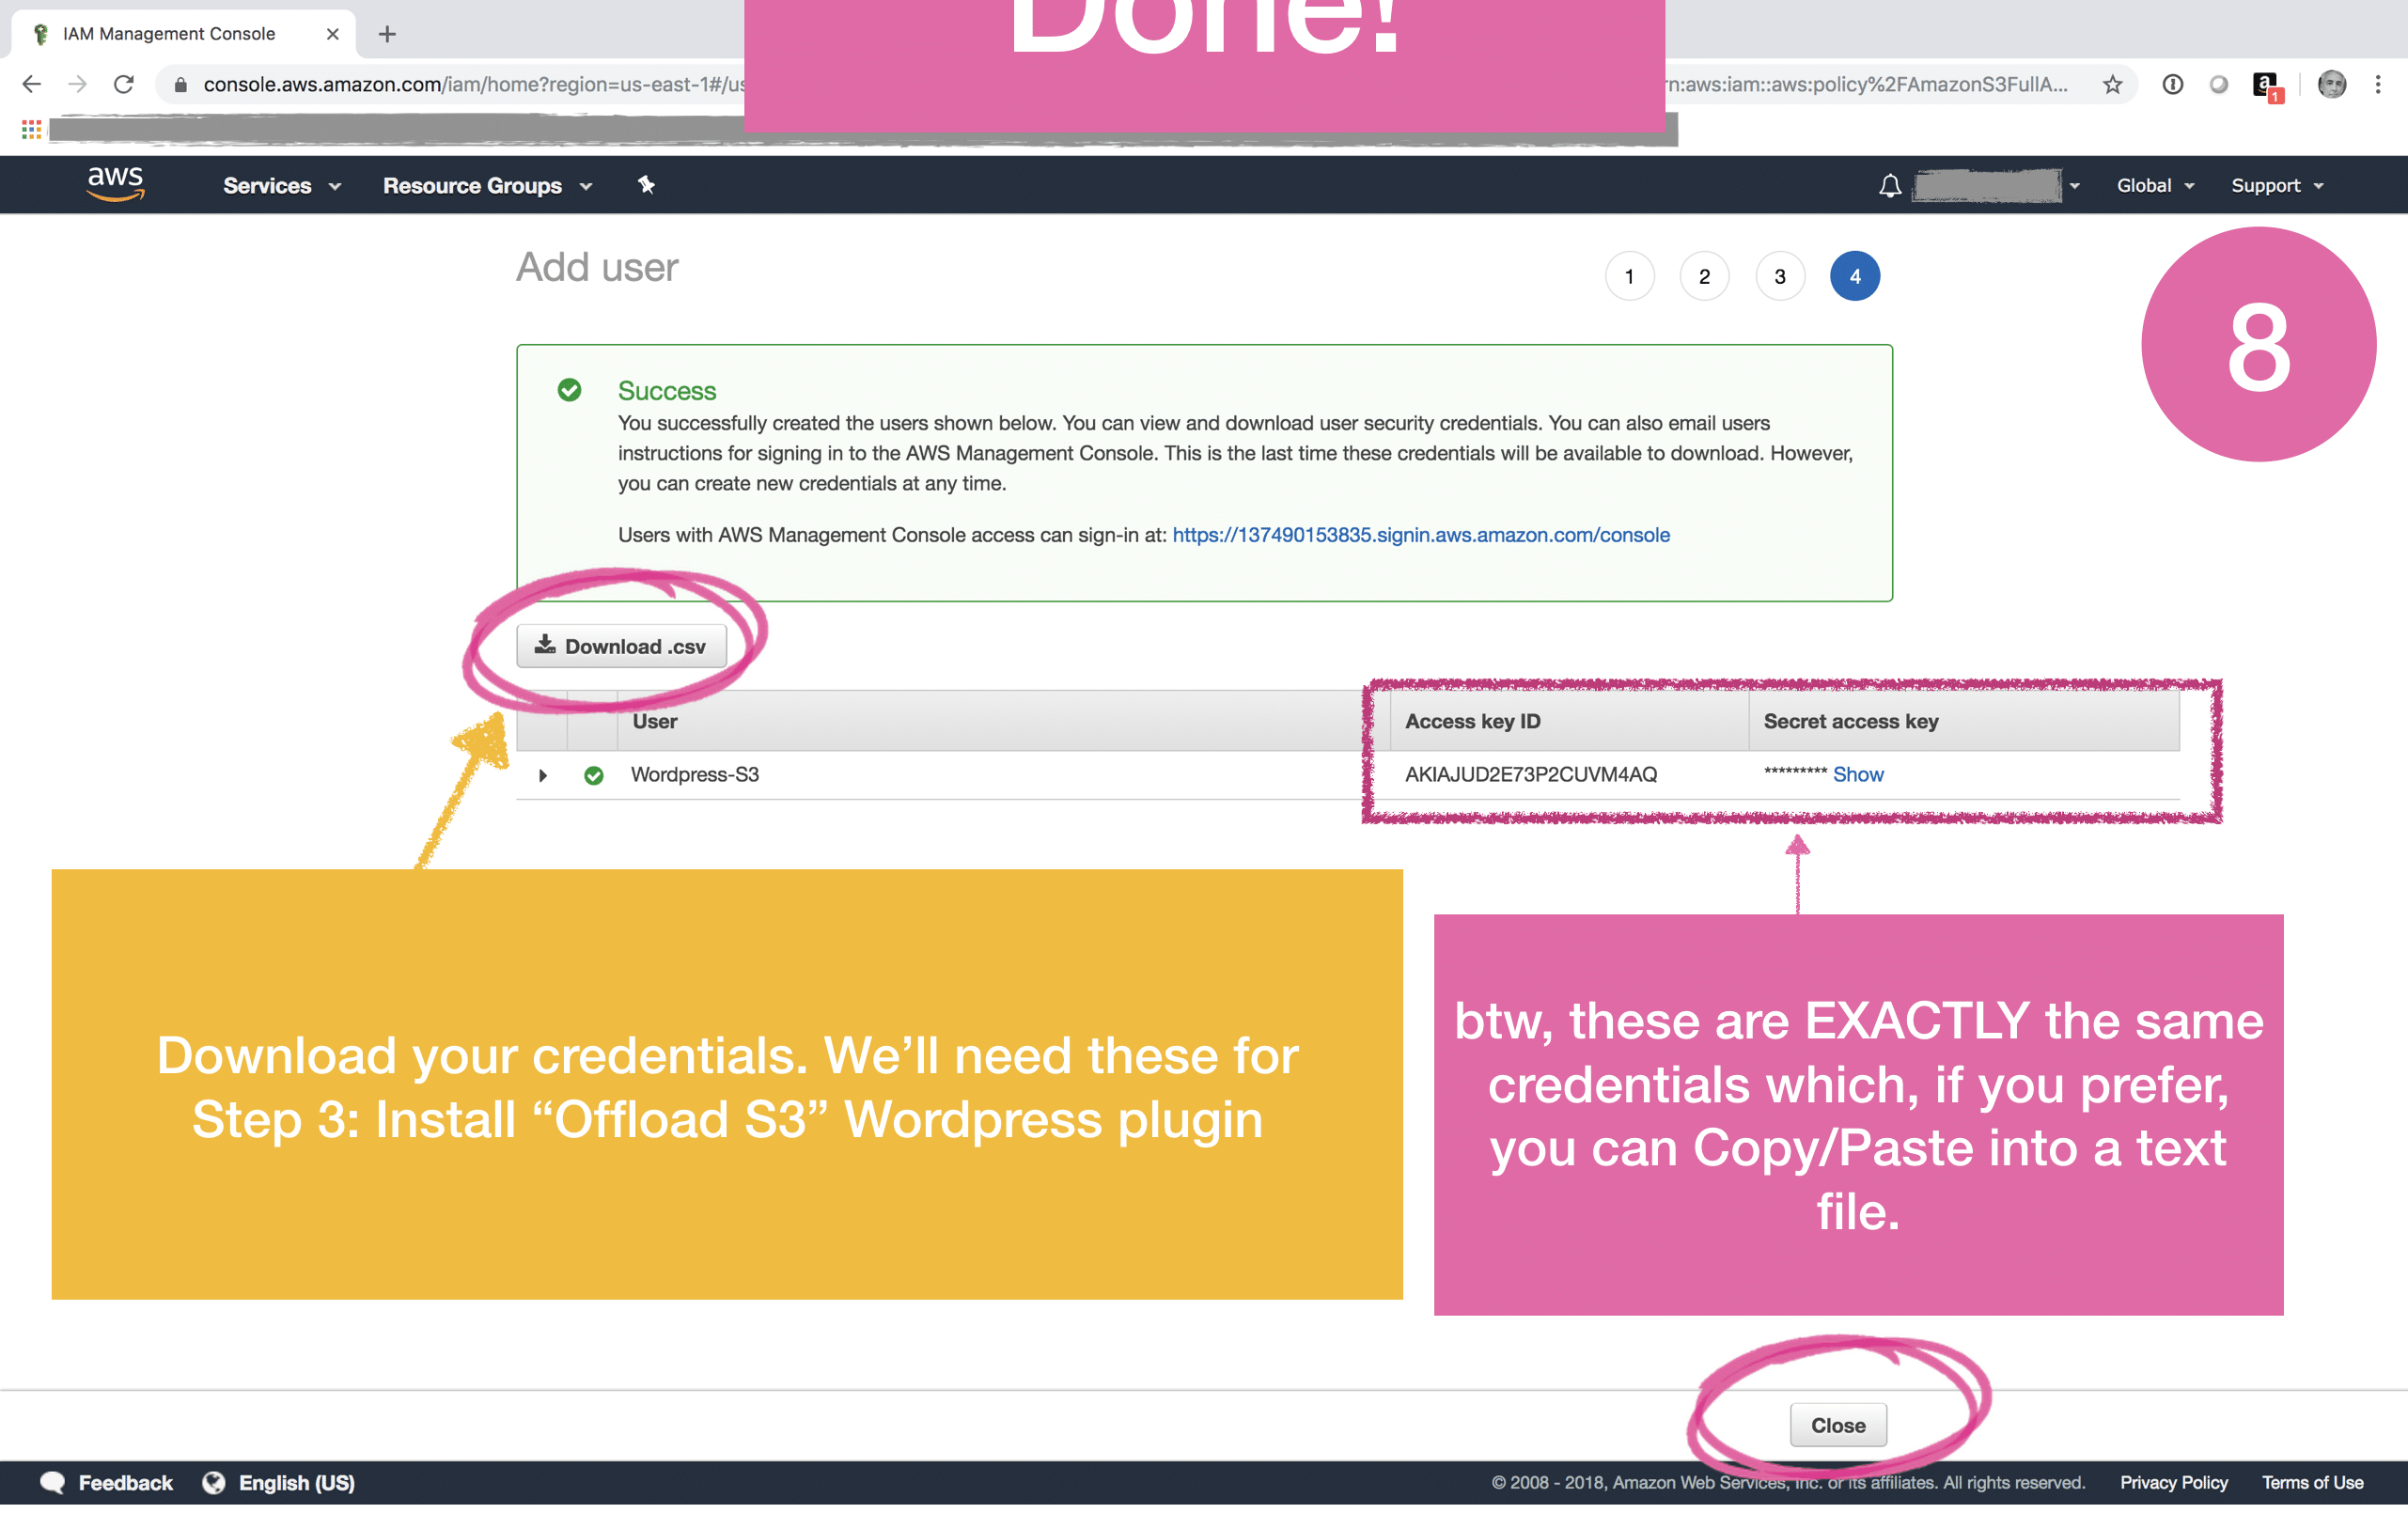 Done!
IAM Management Console
console.aws.amazon.com/iam/home?region=us-east-1#/us
n:aws:iam::aws:policy%2FAmazonS3FullA...
a
1
aws
Services
Resource Groups
Global
Support
Add user
1 2 3 4
8
Success
You successfully created the users shown below. You can view and download user security credentials. You can also email users
instructions for signing in to the AWS Management Console. This is the last time these credentials will be available to download. However,
you can create new credentials at any time.
Users with AWS Management Console access can sign-in at: https://137490153835.signin.aws.amazon.com/console
Download .csv
User Access key ID Secret access key
Wordpress-S3 AKIAJUD2E73P2CUVM4AQ ********* Show
Download your credentials. We’ll need these for
Step 3: Install “Offload S3” Wordpress plugin
btw, these are EXACTLY the same
credentials which, if you prefer,
you can Copy/Paste into a text
file.
Close
Feedback English (US)
© 2008 - 2018, Amazon Web Services, Inc. or its affiliates. All rights reserved. Privacy Policy Terms of Use